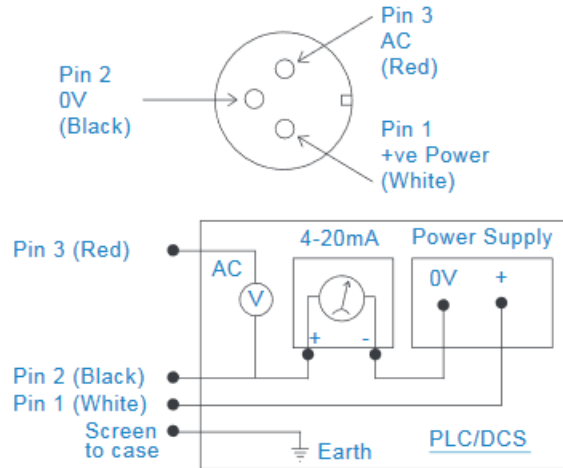 Pin 3
AC
(Red)
Pin 2
0V
(Black)
Pin 1
+ve Power
(White)
Pin 3 (Red)
4-20mA
Power Supply
AC
V
0V
+
+
-
Pin 2 (Black)
Pin 1 (White)
Screen
to case
Earth
PLC/DCS